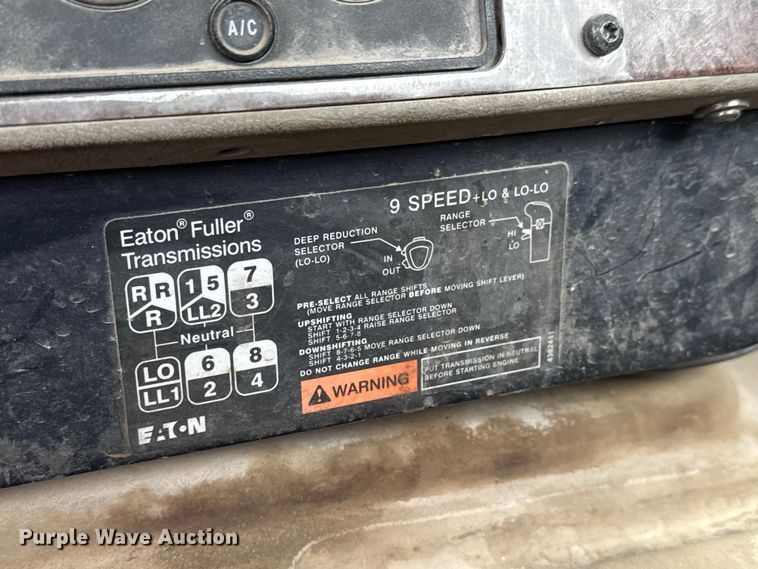 A/C
9 SPEED +LO & LO-LO
Eaton® Fuller®
Transmissions
DEEP REDUCTION
SELECTOR
(LO-LO)
IN
OUT
RANGE
SELECTOR
HI
LO
R R 1 5 7
R LL2 3
Neutral
LO 6 8
LL1 2 4
PRE-SELECT ALL RANGE SHIFTS
(MOVE RANGE SELECTOR BEFORE MOVING SHIFT LEVER)
UPSHIFTING
START WITH RANGE SELECTOR DOWN
SHIFT 1-2-3-4 RAISE RANGE SELECTOR
SHIFT 5-6-7-8
DOWNSHIFTING
SHIFT 8-7-6-5 MOVE RANGE SELECTOR DOWN
SHIFT 4-3-2-1
DO NOT CHANGE RANGE WHILE MOVING IN REVERSE
WARNING
PUT TRANSMISSION IN NEUTRAL
BEFORE STARTING ENGINE
4302441
EATON
Purple Wave Auction